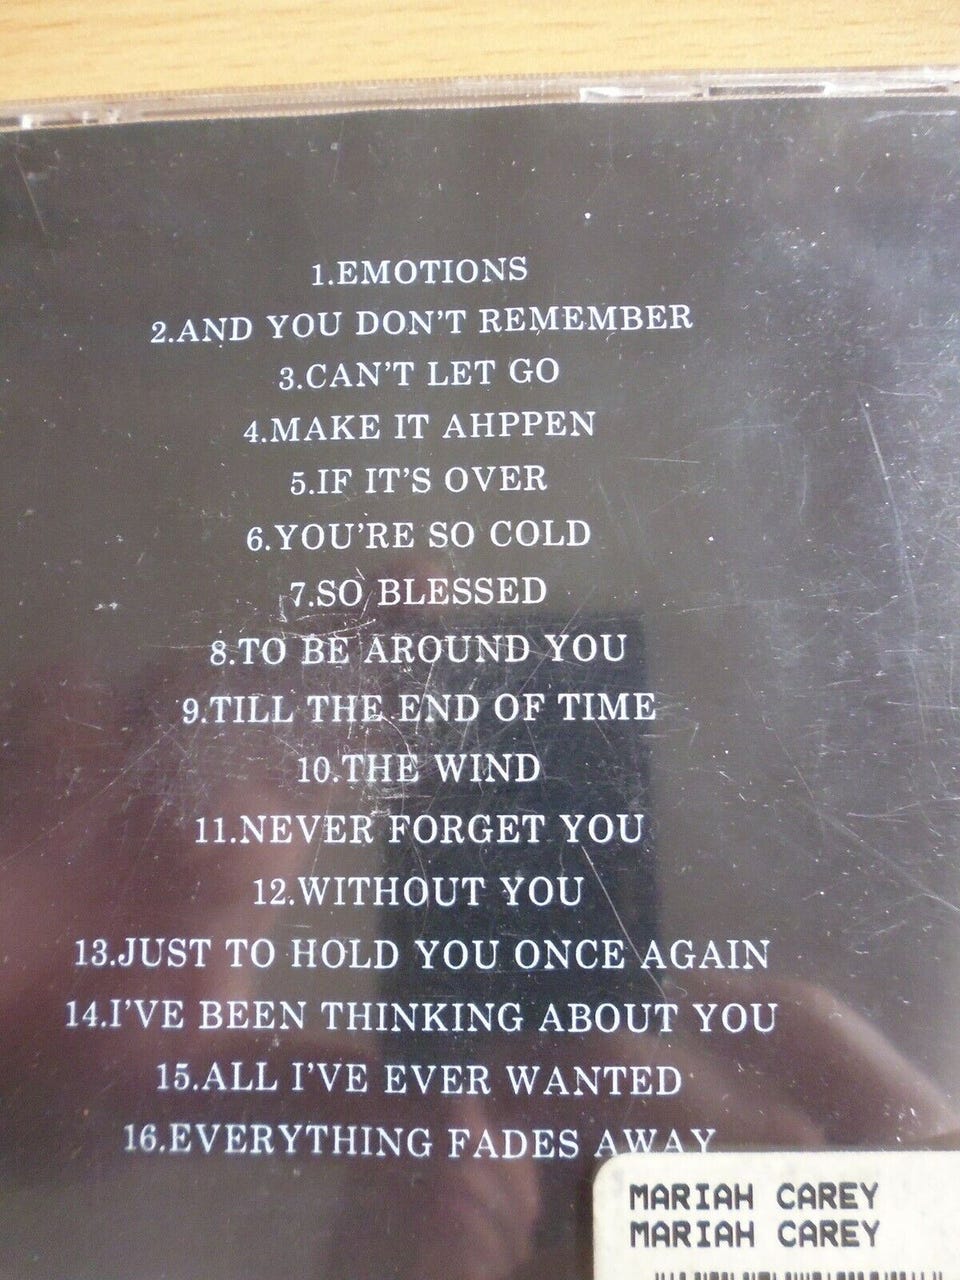 1.EMOTIONS
2.AND YOU DON'T REMEMBER
3.CAN'T LET GO
4.MAKE IT AHPPEN
5.IF IT'S OVER
6.YOU'RE SO COLD
7.SO BLESSED
8.TO BE AROUND YOU
9.TILL THE END OF TIME
10.THE WIND
11.NEVER FORGET YOU
12.WITHOUT YOU
13.JUST TO HOLD YOU ONCE AGAIN
14.I'VE BEEN THINKING ABOUT YOU
15.ALL I'VE EVER WANTED
16.EVERYTHING FADES AWAY
MARIAH CAREY
MARIAH CAREY